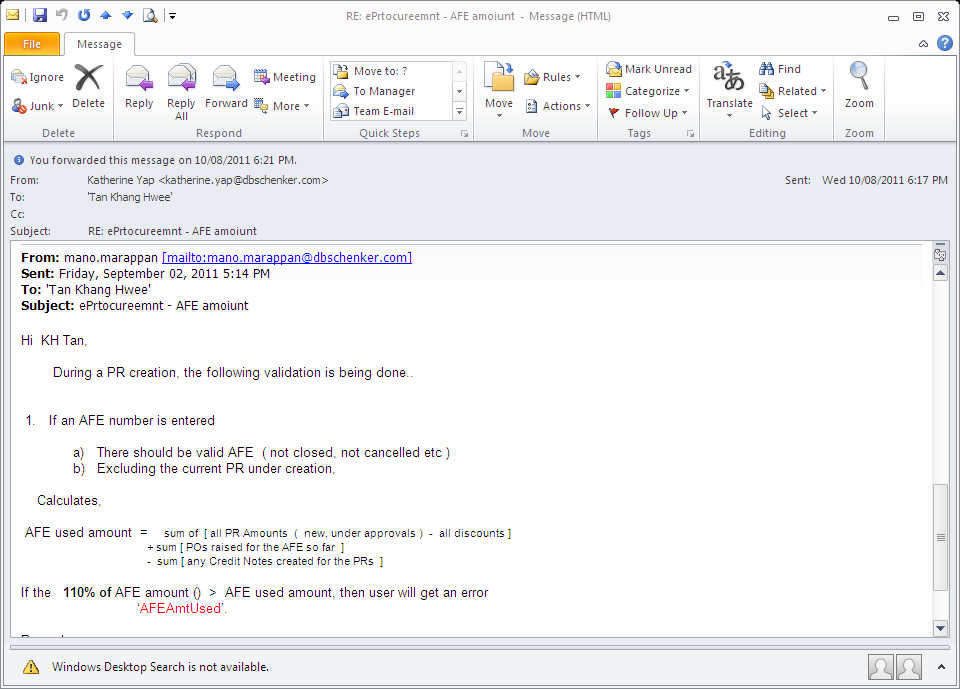 RE: ePrtocureemnt - AFE amoiunt - Message (HTML)
File Message
Ignore
Junk
Delete
Delete
Reply
Reply All
Forward
Meeting
More
Respond
Move to: ?
To Manager
Team E-mail
Quick Steps
Move
Rules
Actions
Move
Mark Unread
Categorize
Follow Up
Tags
Translate
Find
Related
Select
Editing
Zoom
Zoom
You forwarded this message on 10/08/2011 6:21 PM.
From: Katherine Yap <katherine.yap@dbschenker.com> Sent: Wed 10/08/2011 6:17 PM
To: 'Tan Khang Hwee'
Cc:
Subject: RE: ePrtocureemnt - AFE amoiunt
From: mano.marappan [mailto:mano.marappan@dbschenker.com]
Sent: Friday, September 02, 2011 5:14 PM
To: 'Tan Khang Hwee'
Subject: ePrtocureemnt - AFE amoiunt
Hi KH Tan,
During a PR creation, the following validation is being done..
1. If an AFE number is entered
a) There should be valid AFE ( not closed, not cancelled etc )
b) Excluding the current PR under creation,
Calculates,
AFE used amount = sum of [ all PR Amounts ( new, under approvals ) - all discounts ]
+ sum [ POs raised for the AFE so far ]
- sum [ any Credit Notes created for the PRs ]
If the 110% of AFE amount () > AFE used amount, then user will get an error
'AFEAmtUsed'.
Windows Desktop Search is not available.